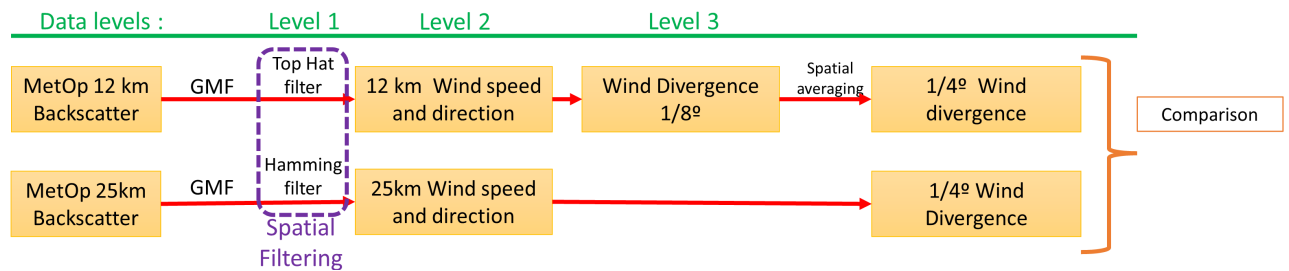 Data levels :
Level 1
Level 2
Level 3
MetOp 12 km
Backscatter
GMF
Top Hat
filter
12 km  Wind speed
and direction
Wind Divergence
1/8º
Spatial
averaging
1/4º  Wind
divergence
Comparison
MetOp 25km
Backscatter
GMF
Hamming
filter
25km Wind speed
and direction
1/4º Wind
Divergence
Spatial
Filtering